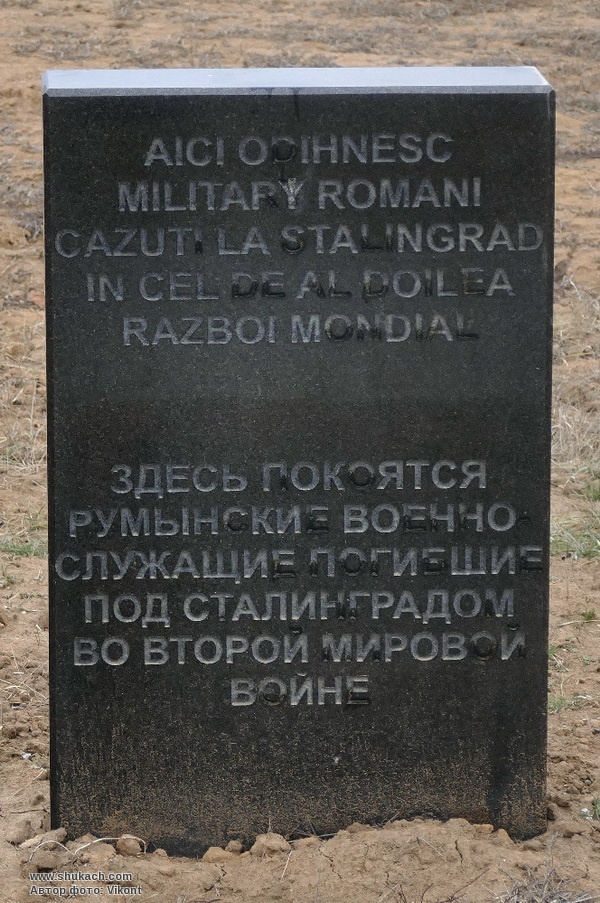 AICI ODIHNESC
MILITARY ROMANI
CAZUTI LA STALINGRAD
IN CEL DE AL DOILEA
RAZBOI MONDIAL
ЗДЕСЬ ПОКОЯТСЯ
РУМЫНСКИЕ ВОЕННО-
СЛУЖАЩИЕ ПОГИБШИЕ
ПОД СТАЛИНГРАДОМ
ВО ВТОРОЙ МИРОВОЙ
ВОЙНЕ
www.shukach.com
Автор фото: Vikont